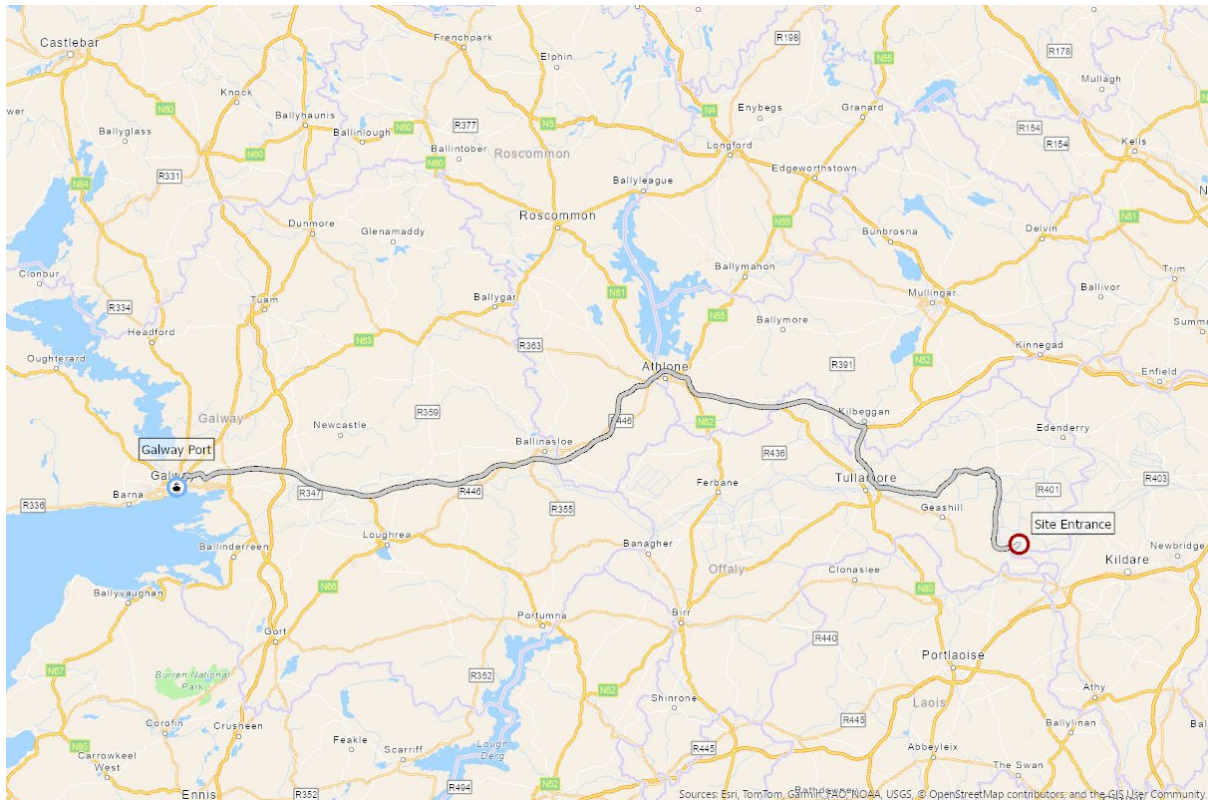 Castlebar
Frenchpark
Elphin
R198
N55
R178
Mullagh
Knock
N60
Ballyhaunis
Ballinlough
N60
R377
N5
N4
Enybegs
Granard
R154
R154
Kells
Ballyglass
N60
Ballintober
N60
Roscommon
Longford
Edgeworthstown
R331
N84
Ballyleague
Dunmore
Glenamaddy
Roscommon
N55
N51
Bunbrosna
Delvin
Clonbur
Ballymahon
Trim
Tuam
Ballygar
N61
Mullingar
Ballivor
R334
Headford
N63
R363
N55
Ballymore
Oughterard
Kinnegad
N52
Enfield
Athlone
R391
Galway
R359
Newcastle
R446
N62
Kilbeggan
Edenderry
Galway Port
Ballinasloe
R436
Galway
Tullamore
R401
R403
Barna
R336
R347
R446
R355
Ferbane
Geashill
Site Entrance
Loughrea
Banagher
Newbridge
Ballinderreen
Offaly
Clonaslee
Kildare
Ballyvaughan
N66
N80
Portumna
Birr
Gort
R440
Portlaoise
N67
Burren National
Park
R352
N52
Athy
Shinrone
Laois
Corofin
Crusheen
Feakle
Scarriff
Lough
Derg
R445
R445
Ballylinan
N85
Carrowkeel
West
Abbeyleix
The Swan
Ennis
R352
R494
N52
Rathdowney
Sources: Esri, TomTom, Garmin, FAO, NOAA, USGS, © OpenStreetMap contributors, and the GIS User Community